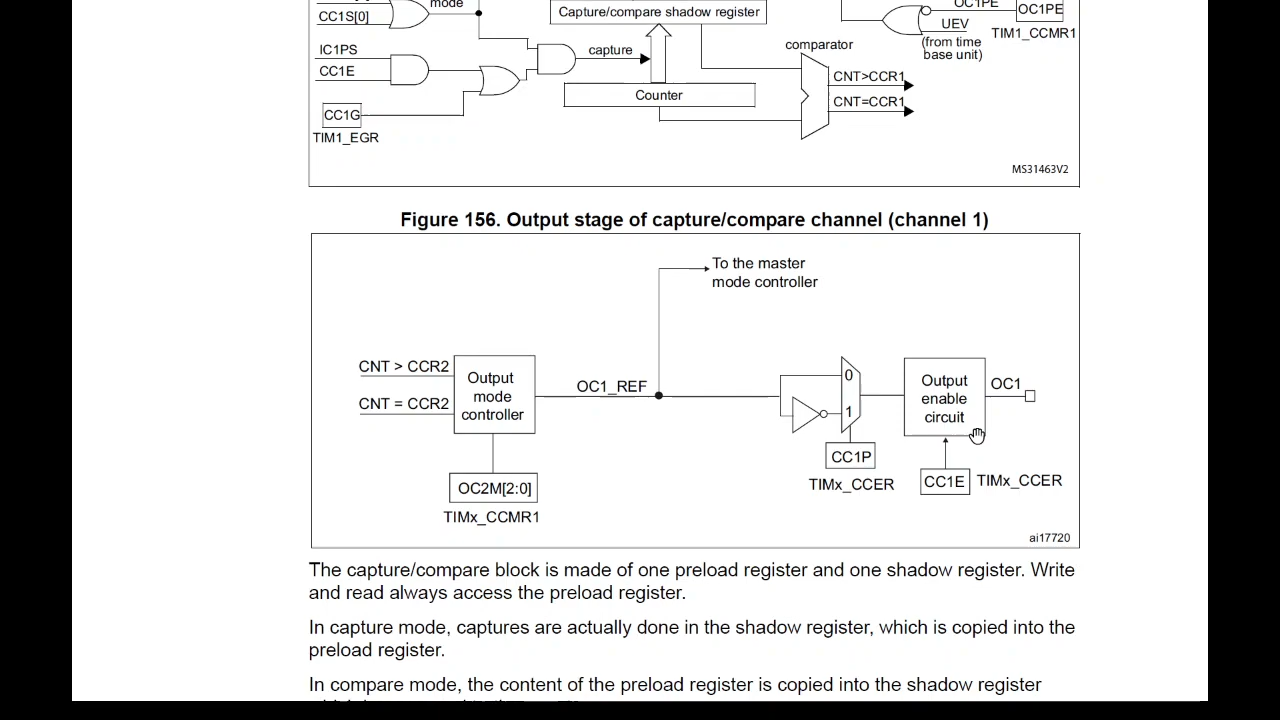 mode
OC1PE
OC1PE
CC1S[0]
Capture/compare shadow register
UEV
TIM1_CCMR1
(from time
base unit)
IC1PS
capture
comparator
CC1E
CNT>CCR1
Counter
CNT=CCR1
CC1G
TIM1_EGR
MS31463V2
Figure 156. Output stage of capture/compare channel (channel 1)
To the master
mode controller
CNT > CCR2
Output
mode
controller
CNT = CCR2
OC1_REF
0
1
Output
enable
circuit
OC1
CC1P
TIMx_CCER
CC1E
TIMx_CCER
OC2M[2:0]
TIMx_CCMR1
ai17720
The capture/compare block is made of one preload register and one shadow register. Write
and read always access the preload register.
In capture mode, captures are actually done in the shadow register, which is copied into the
preload register.
In compare mode, the content of the preload register is copied into the shadow register